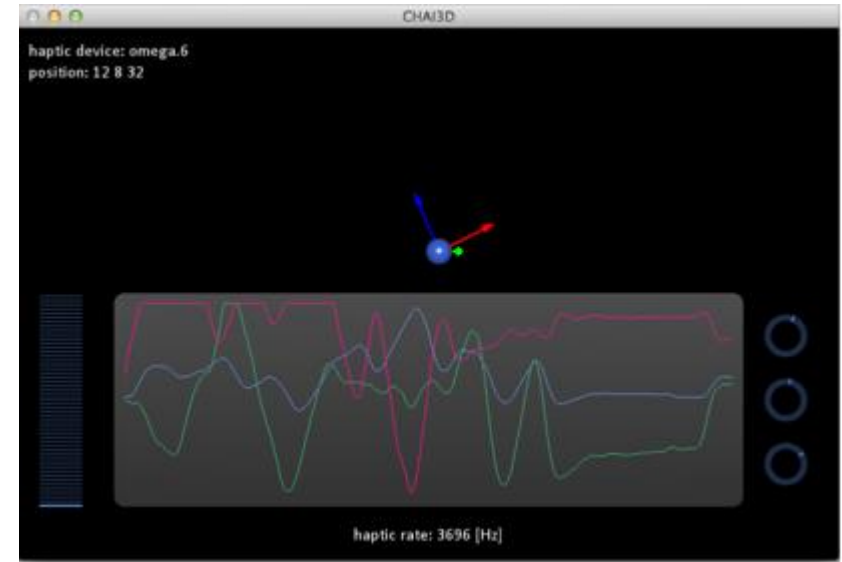 CHAI3D
haptic device: omega.6
position: 12 8 32
haptic rate: 3696 [Hz]